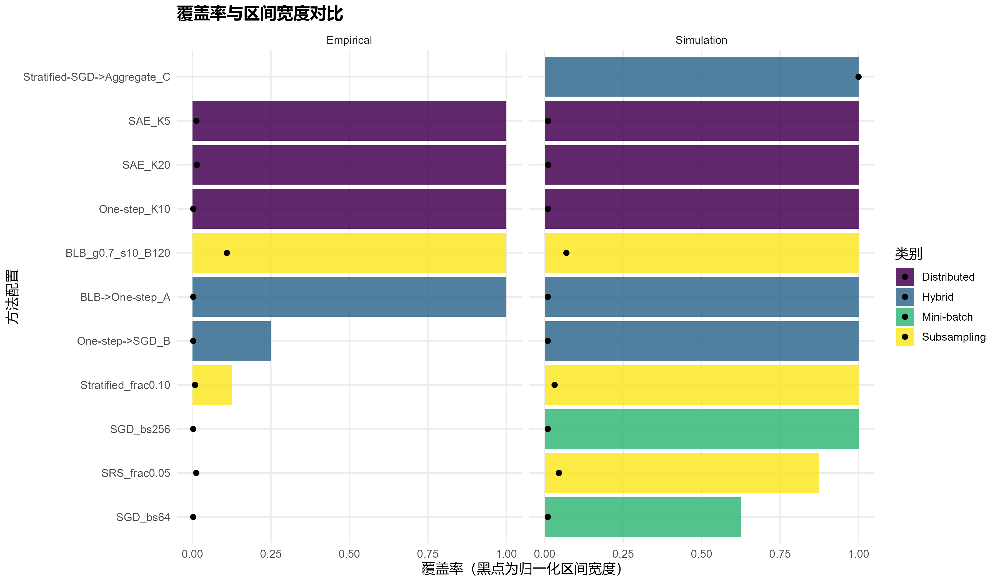 覆盖率与区间宽度对比
Empirical
Simulation
方法配置
Stratified-SGD->Aggregate_C
SAE_K5
SAE_K20
One-step_K10
BLB_g0.7_s10_B120
BLB->One-step_A
One-step->SGD_B
Stratified_frac0.10
SGD_bs256
SRS_frac0.05
SGD_bs64
0.00 0.25 0.50 0.75 1.00
0.00 0.25 0.50 0.75 1.00
覆盖率（黑点为归一化区间宽度）
类别
Distributed
Hybrid
Mini-batch
Subsampling